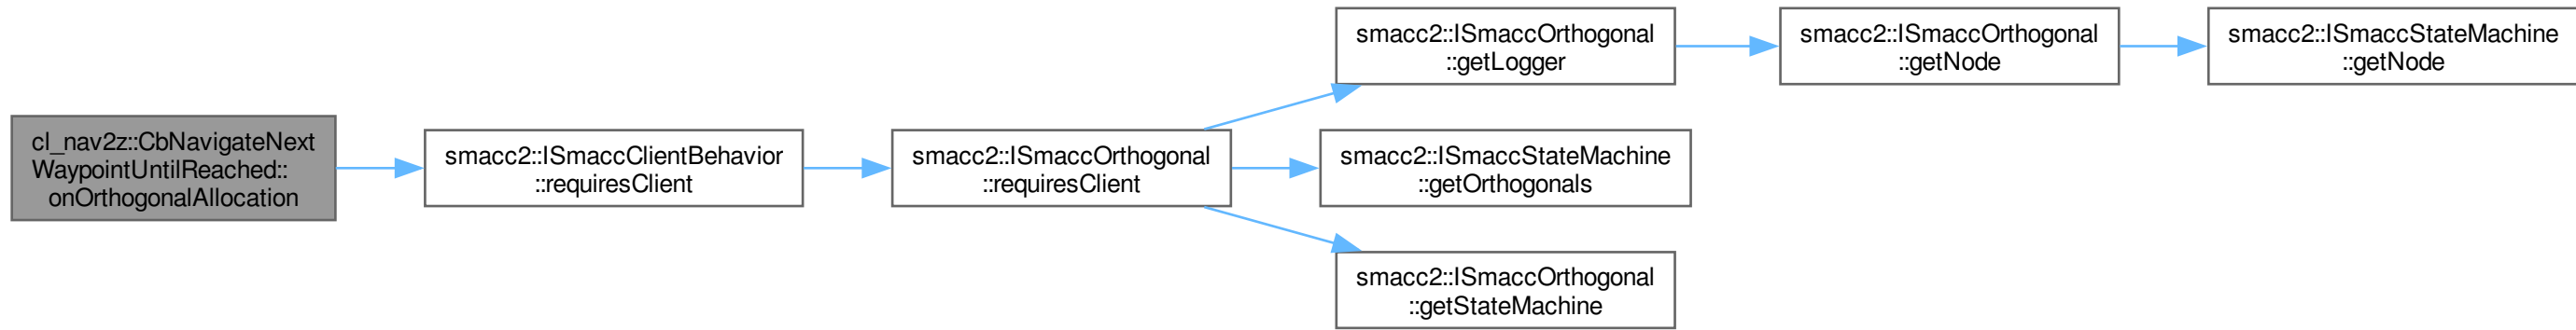 cl_nav2z::CbNavigateNext
WaypointUntilReached::
onOrthogonalAllocation
smacc2::ISmaccClientBehavior
::requiresClient
smacc2::ISmaccOrthogonal
::requiresClient
smacc2::ISmaccOrthogonal
::getLogger
smacc2::ISmaccOrthogonal
::getNode
smacc2::ISmaccStateMachine
::getNode
smacc2::ISmaccStateMachine
::getOrthogonals
smacc2::ISmaccOrthogonal
::getStateMachine